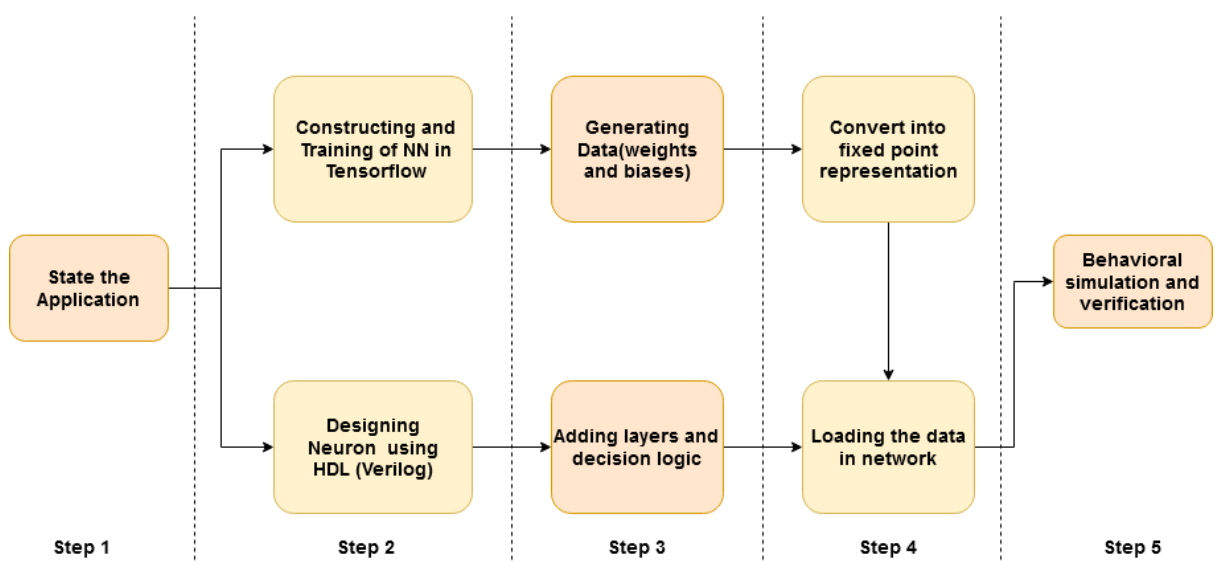 Constructing and
Training of NN in
Tensorflow
Generating
Data(weights
and biases)
Convert into
fixed point
representation
State the
Application
Behavioral
simulation and
verification
Designing
Neuron using
HDL (Verilog)
Adding layers and
decision logic
Loading the data
in network
Step 1
Step 2
Step 3
Step 4
Step 5